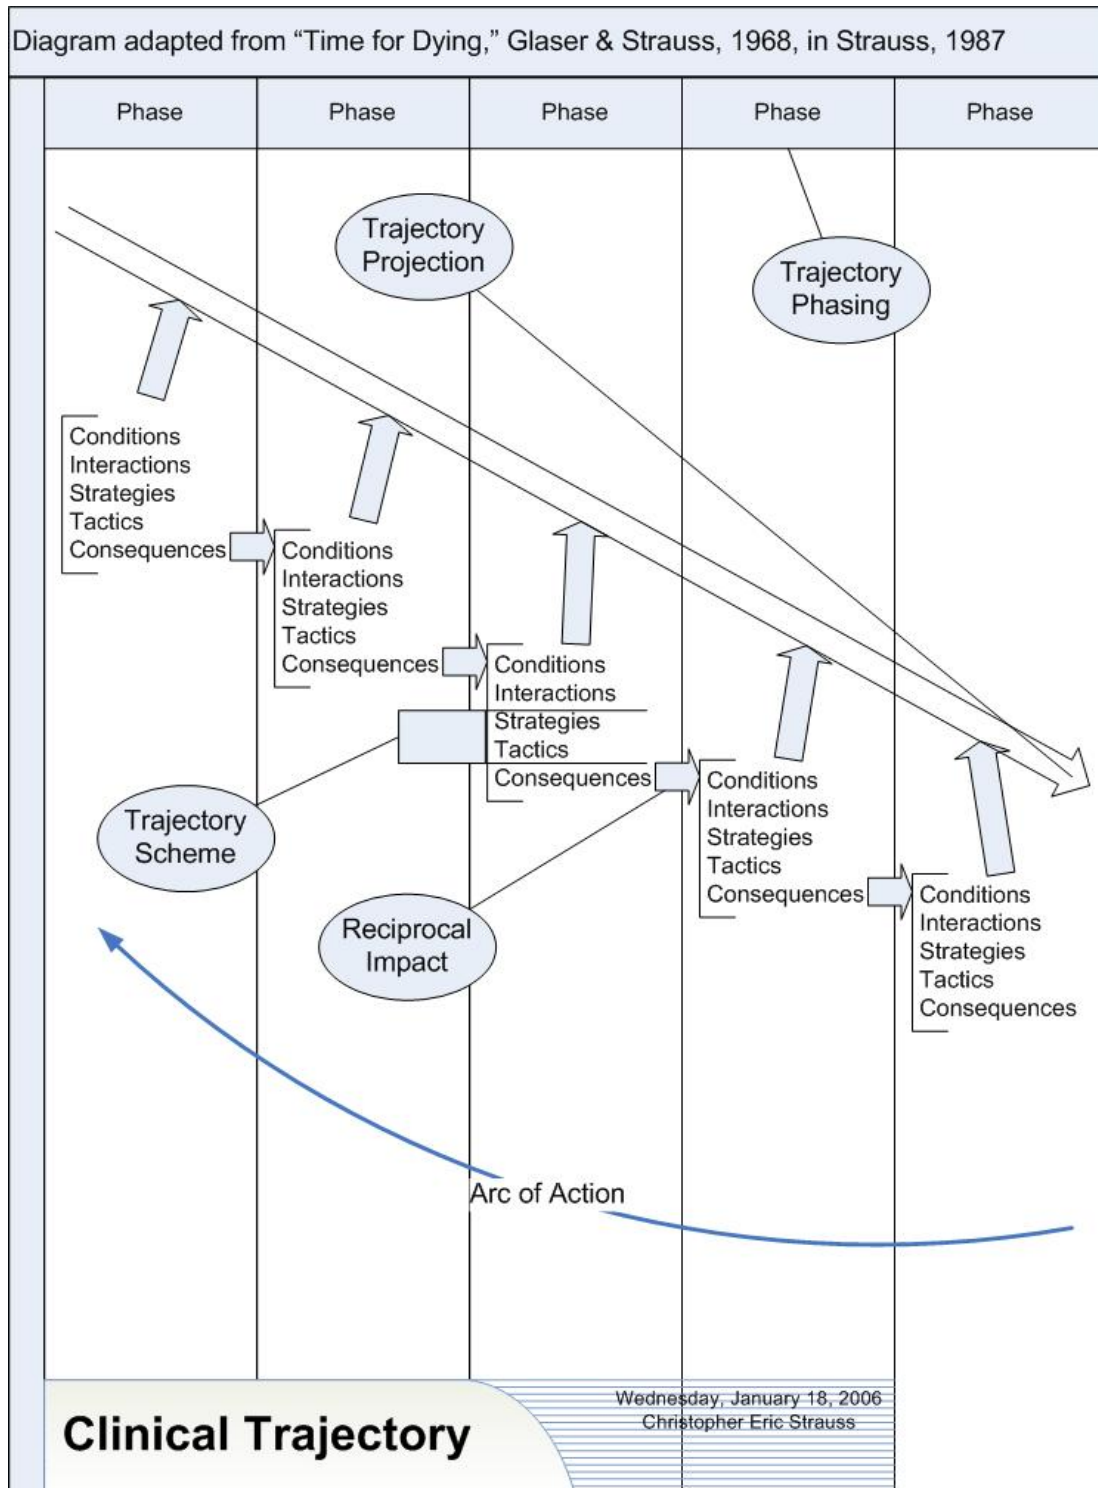 Diagram adapted from “Time for Dying,” Glaser & Strauss, 1968, in Strauss, 1987
Phase
Phase
Phase
Phase
Phase
Trajectory
Projection
Trajectory
Phasing
Conditions
Interactions
Strategies
Tactics
Consequences
Conditions
Interactions
Strategies
Tactics
Consequences
Conditions
Interactions
Strategies
Tactics
Consequences
Conditions
Interactions
Strategies
Tactics
Consequences
Conditions
Interactions
Strategies
Tactics
Consequences
Trajectory
Scheme
Reciprocal
Impact
Arc of Action
Clinical Trajectory
Wednesday, January 18, 2006
Christopher Eric Strauss